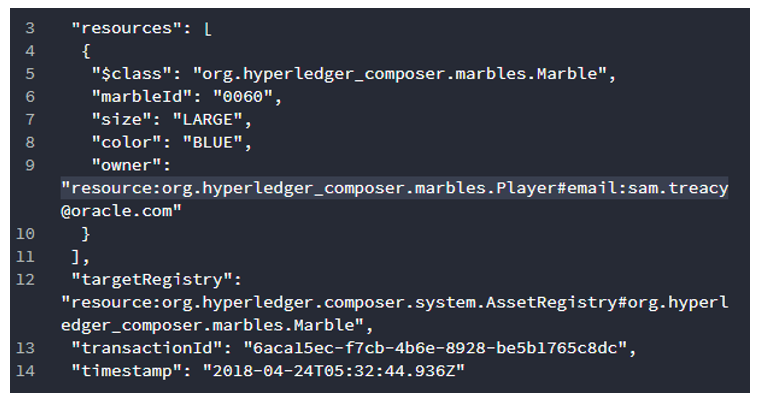 3 "resources": [
4 {
5 "$class": "org.hyperledger_composer.marbles.Marble",
6 "marbleId": "0060",
7 "size": "LARGE",
8 "color": "BLUE",
9 "owner":
"resource:org.hyperledger_composer.marbles.Player#email:sam.treacy
@oracle.com"
10 }
11 ],
12 "targetRegistry":
"resource:org.hyperledger.composer.system.AssetRegistry#org.hyperl
edger_composer.marbles.Marble",
13 "transactionId": "6aca15ec-f7cb-4b6e-8928-be5b1765c8dc",
14 "timestamp": "2018-04-24T05:32:44.936Z"